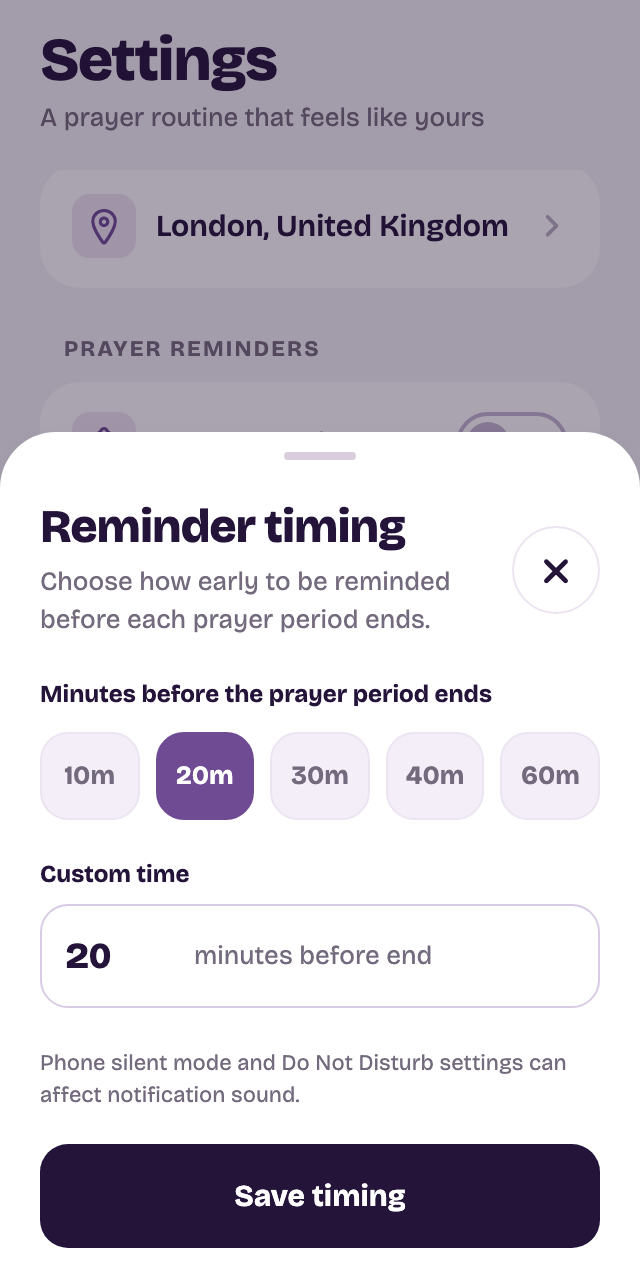 Settings
A prayer routine that feels like yours
London, United Kingdom
PRAYER REMINDERS
Reminder timing
Choose how early to be reminded
before each prayer period ends.
Minutes before the prayer period ends
10m 20m 30m 40m 60m
Custom time
20 minutes before end
Phone silent mode and Do Not Disturb settings can
affect notification sound.
Save timing